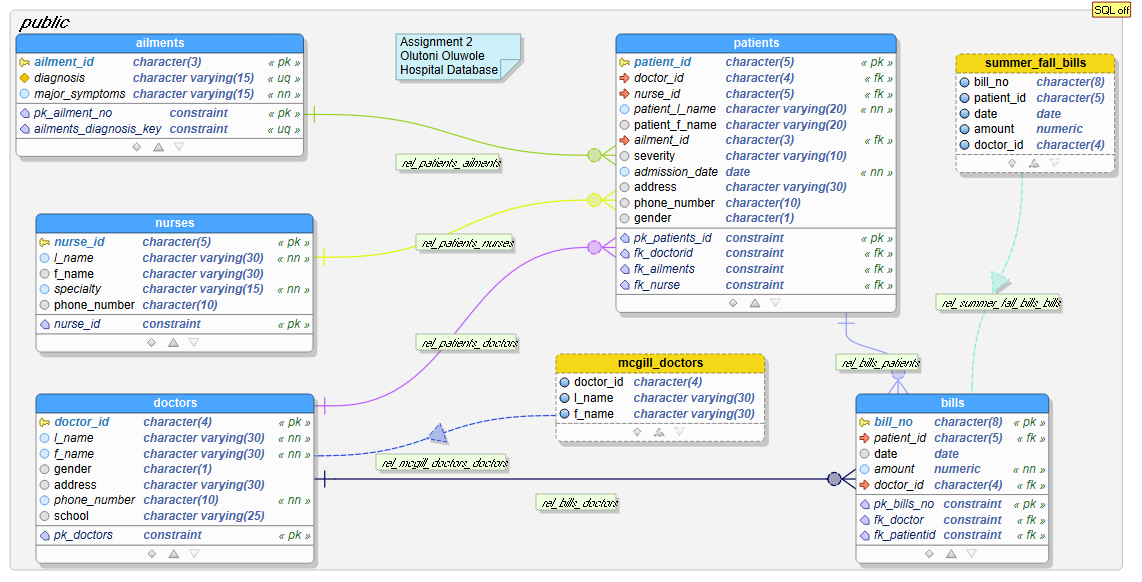 SQL off
public
ailments
ailment_id character(3) « pk »
diagnosis character varying(15) « uq »
major_symptoms character varying(15) « nn »
pk_ailment_no constraint « pk »
ailments_diagnosis_key constraint « uq »
Assignment 2
Olutoni Oluwole
Hospital Database
patients
patient_id character(5) « pk »
doctor_id character(4) « fk »
nurse_id character(5) « fk »
patient_l_name character varying(20) « nn »
patient_f_name character varying(20)
ailment_id character(3) « fk »
severity character varying(10)
admission_date date « nn »
address character varying(30)
phone_number character(10)
gender character(1)
pk_patients_id constraint « pk »
fk_doctorid constraint « fk »
fk_ailments constraint « fk »
fk_nurse constraint « fk »
summer_fall_bills
bill_no character(8)
patient_id character(5)
date date
amount numeric
doctor_id character(4)
rel_patients_ailments
nurses
nurse_id character(5) « pk »
l_name character varying(30) « nn »
f_name character varying(30)
specialty character varying(15) « nn »
phone_number character(10)
nurse_id constraint « pk »
rel_patients_nurses
rel_summer_fall_bills_bills
rel_patients_doctors
rel_bills_patients
mcgill_doctors
doctor_id character(4)
l_name character varying(30)
f_name character varying(30)
doctors
doctor_id character(4) « pk »
l_name character varying(30) « nn »
f_name character varying(30) « nn »
gender character(1)
address character varying(30)
phone_number character(10) « nn »
school character varying(25)
pk_doctors constraint « pk »
rel_mcgill_doctors_doctors
rel_bills_doctors
bills
bill_no character(8) « pk »
patient_id character(5) « fk »
date date
amount numeric « nn »
doctor_id character(4) « fk »
pk_bills_no constraint « pk »
fk_doctor constraint « fk »
fk_patientid constraint « fk »